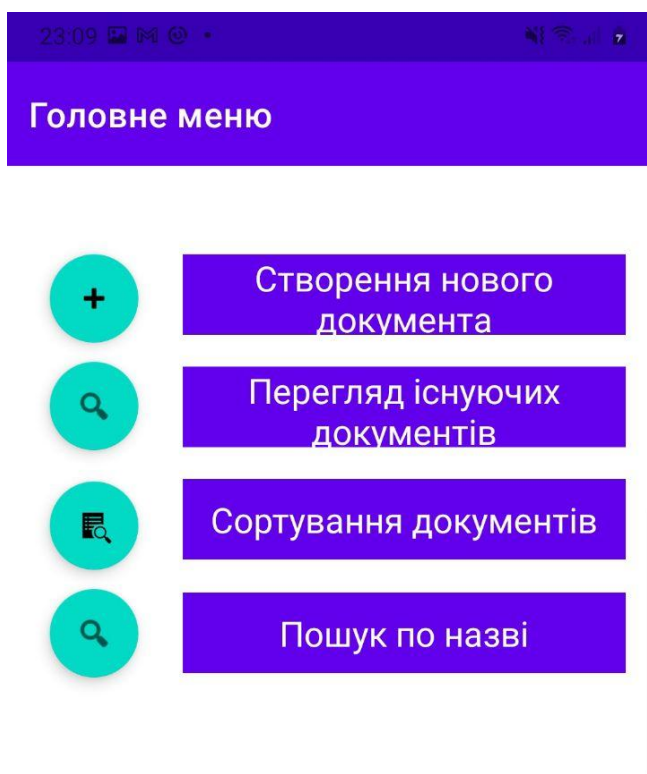 23:09
Головне меню
Створення нового
документа
Перегляд існуючих
документів
Сортування документів
Пошук по назві